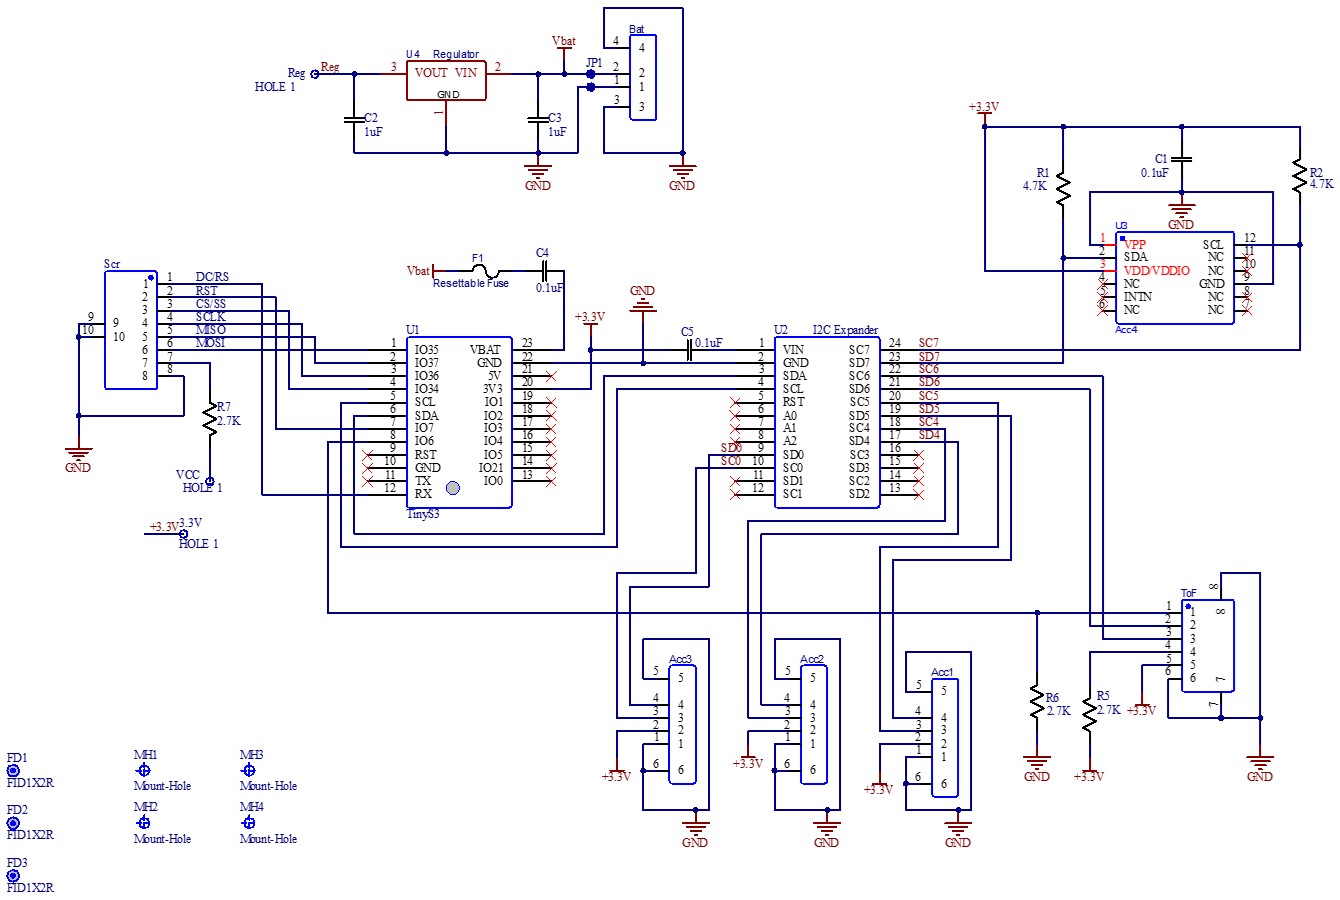 Bat
4 4
2 2
1 1
3 3
JP1
Vbat
U4 Regulator
3 VOUT VIN 2
GND
1
Reg Reg
HOLE 1
C2
1uF
C3
1uF
GND
GND
+3.3V
R1
4.7K
C1
0.1uF
R2
4.7K
GND
U3
1 VPP SCL 12
2 SDA NC 11
3 VDD/VDDIO NC 10
4 NC GND 9
5 INTN NC 8
6 NC NC 7
Acc4
Scr
1 1 DC/RS
2 2 RST
3 3 CS/SS
4 4 SCLK
5 5 MISO
6 6 MOSI
7 7
8 8
9 9
10 10
GND
R7
2.7K
VCC
HOLE 1
+3.3V 3.3V
HOLE 1
Vbat
F1
Resettable Fuse
C4
0.1uF
U1
1 IO35 VBAT 23
2 IO37 GND 22
3 IO36 5V 21
4 IO34 3V3 20
5 SCL IO1 19
6 SDA IO2 18
7 IO7 IO3 17
8 IO6 IO4 16
9 RST IO5 15
10 GND IO21 14
11 TX IO0 13
12 RX
TinyS3
+3.3V
GND
C5
0.1uF
U2 I2C Expander
1 VIN SC7 24 SC7
2 GND SD7 23 SD7
3 SDA SC6 22 SC6
4 SCL SD6 21 SD6
5 RST SC5 20 SC5
6 A0 SD5 19 SD5
7 A1 SC4 18 SC4
8 A2 SD4 17 SD4
SD0 9 SD0 SC3 16
SC0 10 SC0 SD3 15
11 SD1 SC2 14
12 SC1 SD2 13
Acc3
5 5
4 4
3 3
2 2
1 1
6 6
+3.3V
GND
Acc2
5 5
4 4
3 3
2 2
1 1
6 6
+3.3V
GND
Acc1
5 5
4 4
3 3
2 2
1 1
6 6
+3.3V
GND
ToF
8 8
1 1
2 2
3 3
4 4
5 5
6 6
7 7
R6
2.7K
GND
R5
2.7K
+3.3V
+3.3V
GND
FD1
FID1X2R
FD2
FID1X2R
FD3
FID1X2R
MH1
Mount-Hole
MH2
Mount-Hole
MH3
Mount-Hole
MH4
Mount-Hole